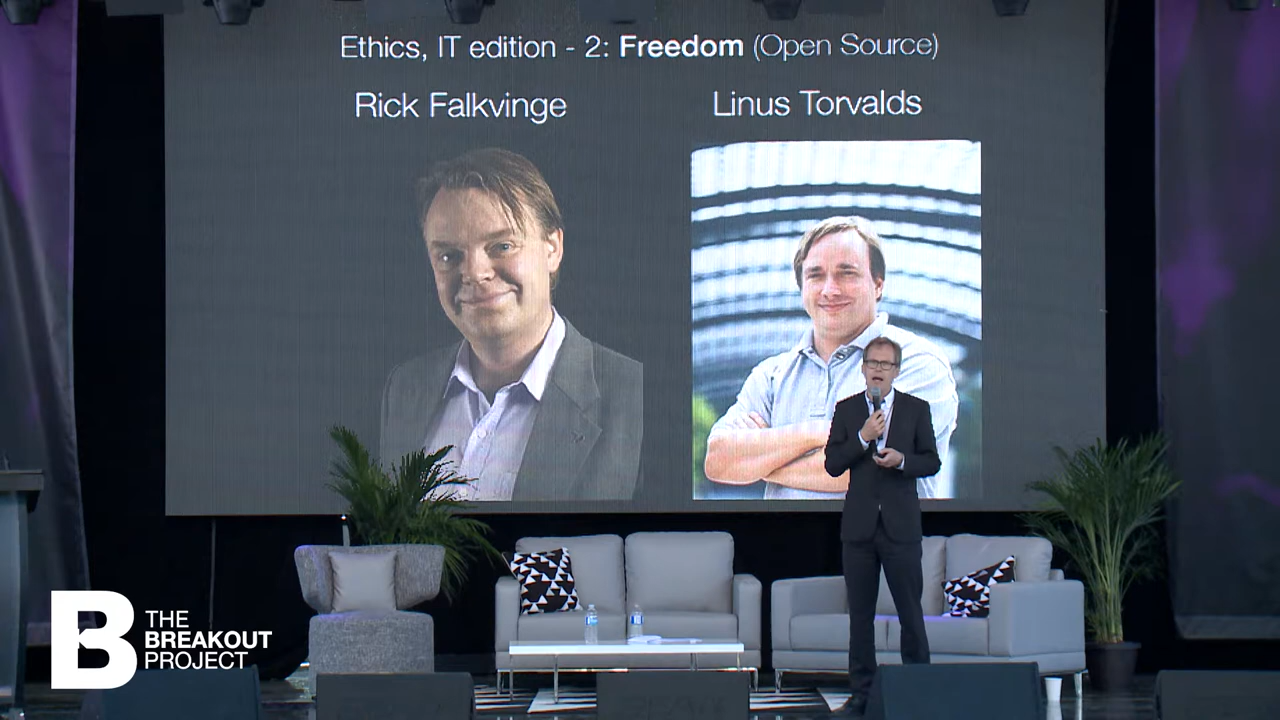 Ethics, IT edition - 2: Freedom (Open Source)
Rick Falkvinge
Linus Torvalds
B THE
BREAKOUT
PROJECT